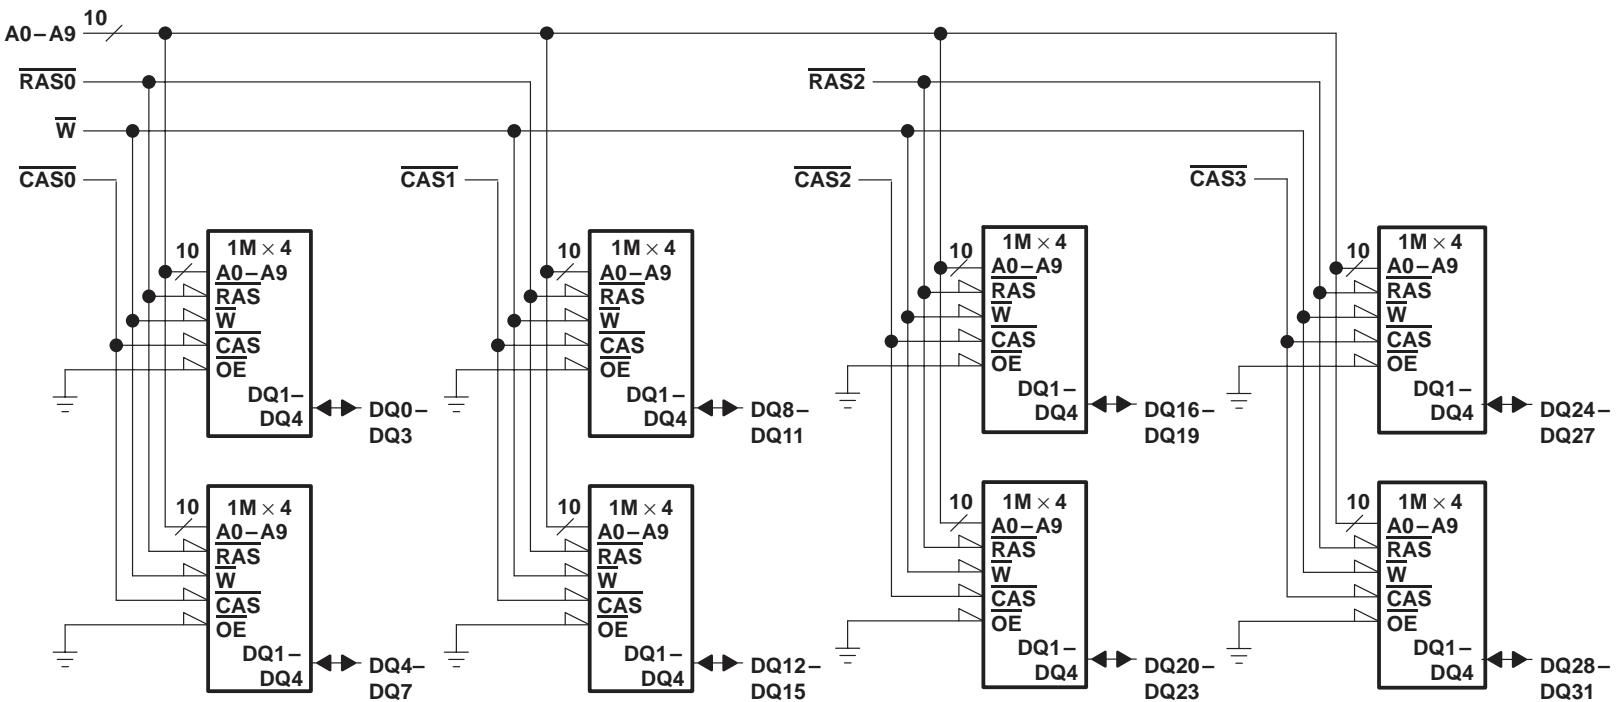 A0–A9 10
RAS0
RAS2
W
CAS0
CAS1
CAS2
CAS3
10
1M × 4
A0–A9
RAS
W
CAS
OE
DQ1–
DQ4
DQ0–
DQ3
10
1M × 4
A0–A9
RAS
W
CAS
OE
DQ1–
DQ4
DQ8–
DQ11
10
1M × 4
A0–A9
RAS
W
CAS
OE
DQ1–
DQ4
DQ16–
DQ19
10
1M × 4
A0–A9
RAS
W
CAS
OE
DQ1–
DQ4
DQ24–
DQ27
10
1M × 4
A0–A9
RAS
W
CAS
OE
DQ1–
DQ4
DQ4–
DQ7
10
1M × 4
A0–A9
RAS
W
CAS
OE
DQ1–
DQ4
DQ12–
DQ15
10
1M × 4
A0–A9
RAS
W
CAS
OE
DQ1–
DQ4
DQ20–
DQ23
10
1M × 4
A0–A9
RAS
W
CAS
OE
DQ1–
DQ4
DQ28–
DQ31